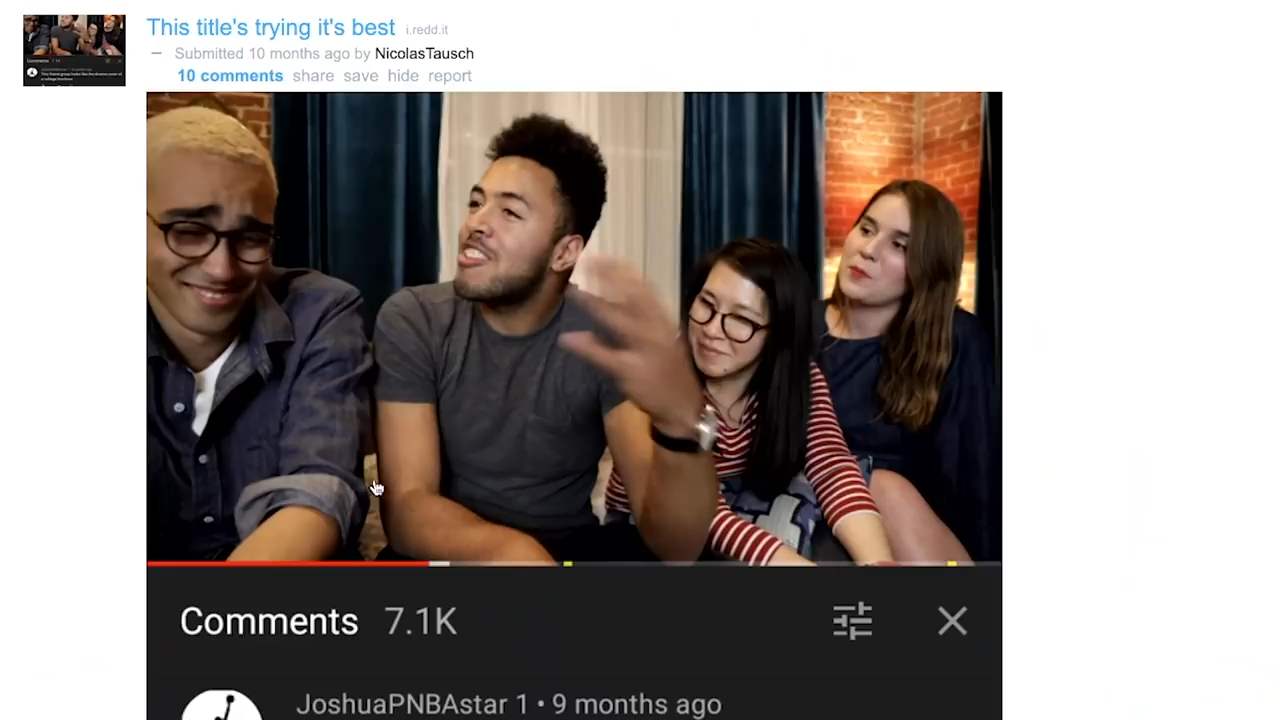 This title's trying it's best i.redd.it
Submitted 10 months ago by NicolasTausch
10 comments share save hide report
Comments 7.1K
JoshuaPNBAstar 1 • 9 months ago